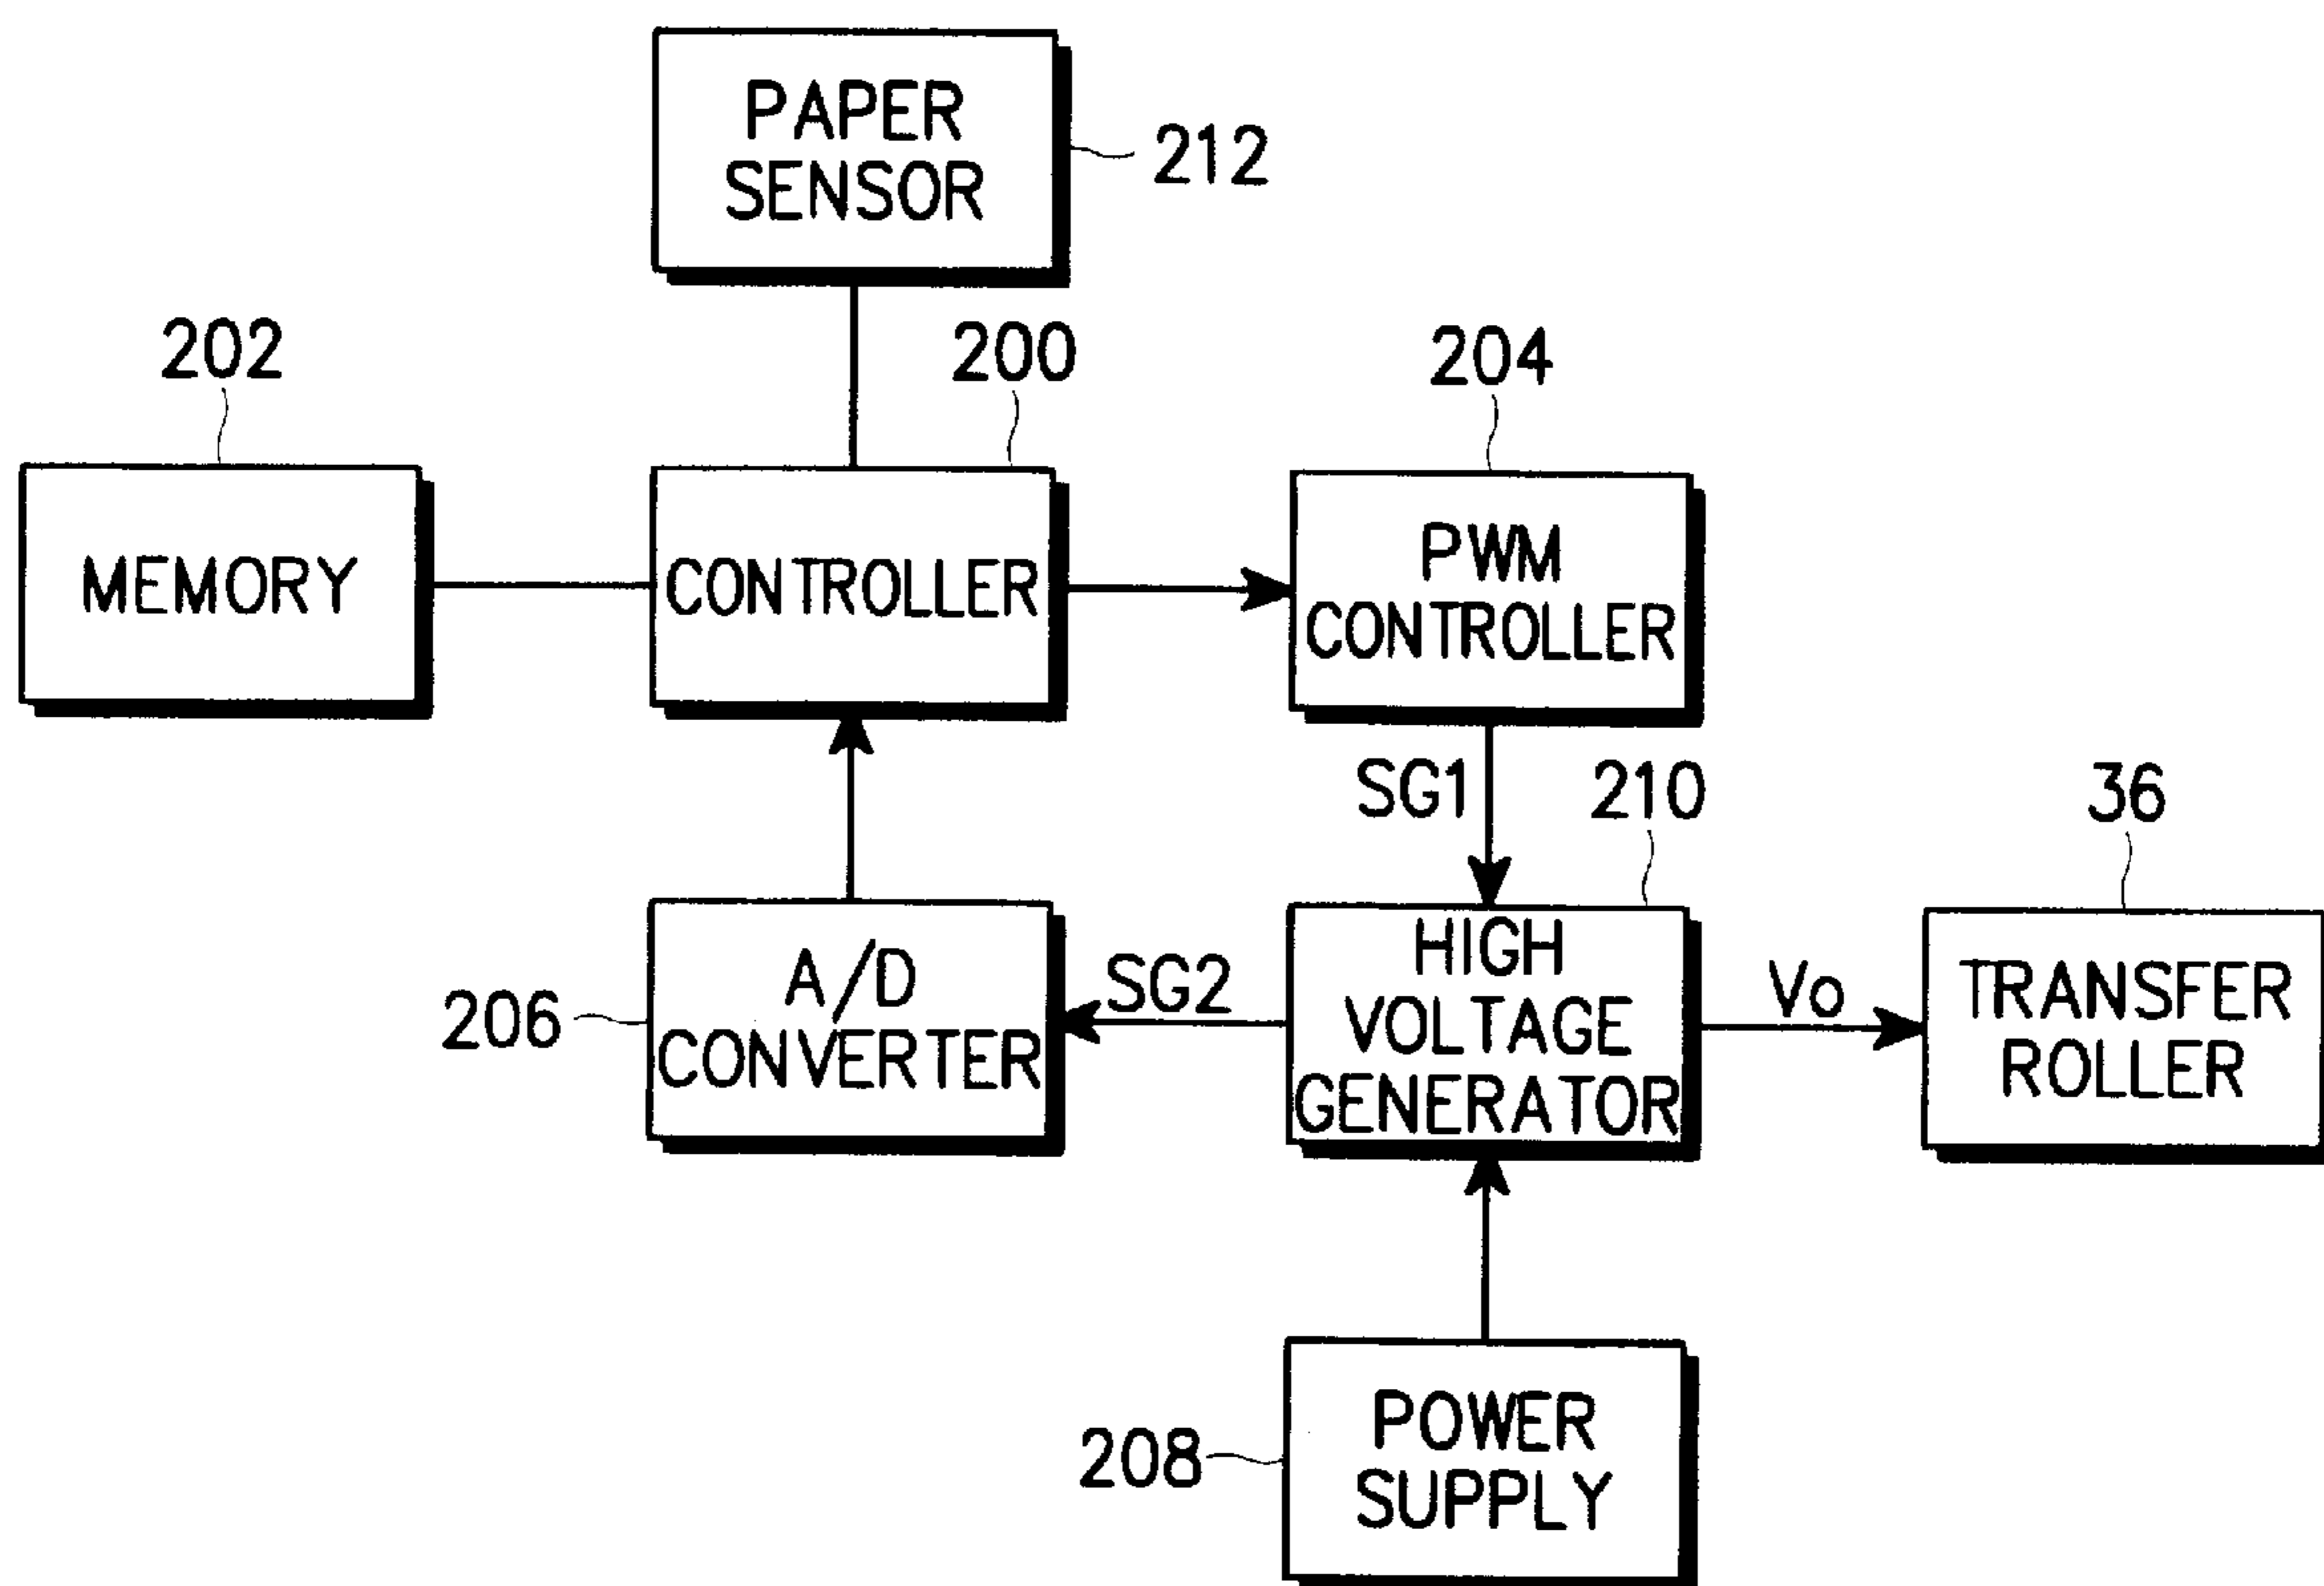 PAPER
SENSOR
212
202
200
204
MEMORY
CONTROLLER
PWM
CONTROLLER
SG1
210
36
206
A/D
CONVERTER
SG2
HIGH
VOLTAGE
GENERATOR
Vo
TRANSFER
ROLLER
208
POWER
SUPPLY